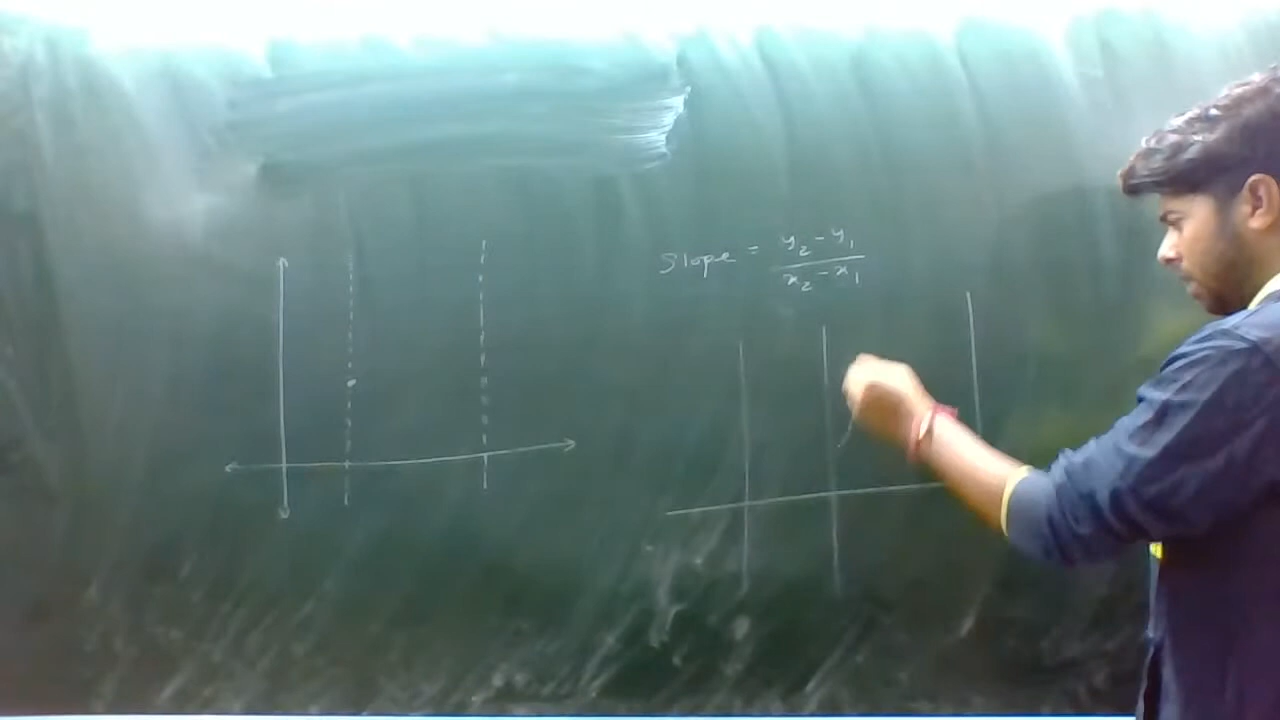 Slope = y₂ - y₁ / x₂ - x₁